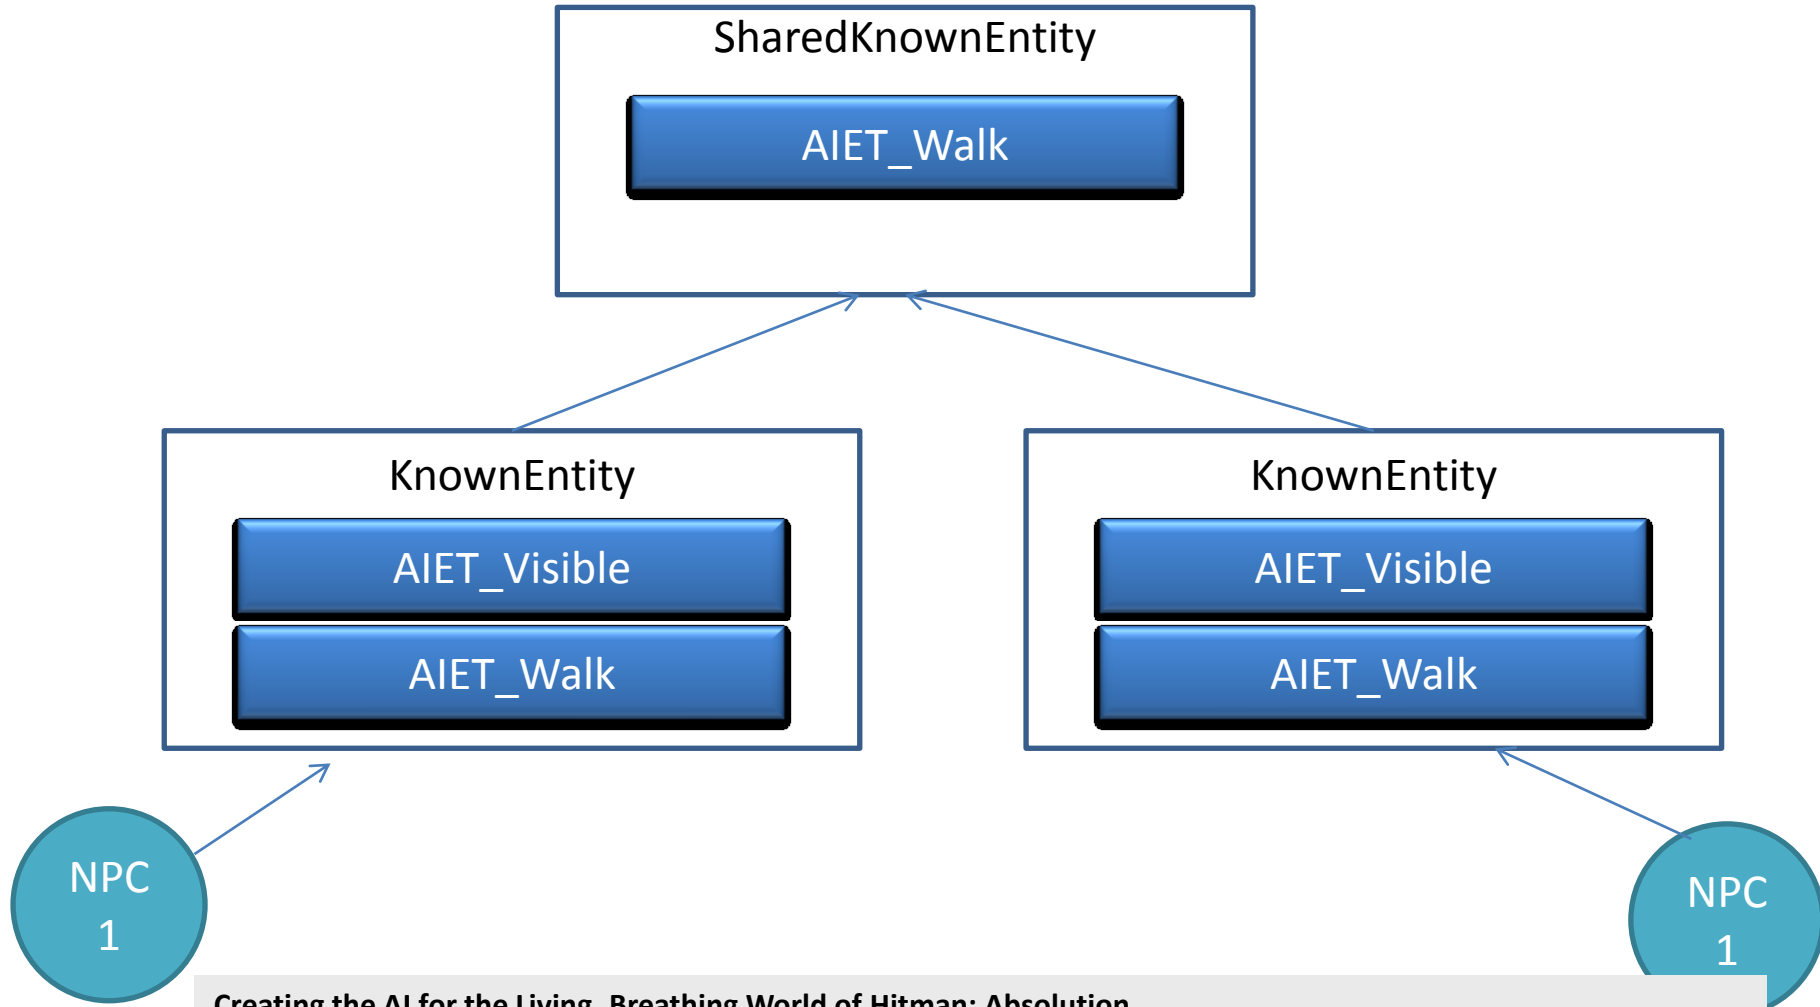 SharedKnownEntity
AIET_Walk
KnownEntity
AIET_Visible
AIET_Walk
KnownEntity
AIET_Visible
AIET_Walk
NPC
1
NPC
1
Creating the AI for the Living, Breathing World of Hitman: Absolution